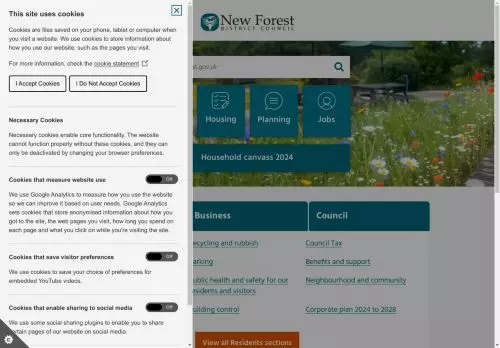 This site uses cookies
Cookies are files saved on your phone, tablet or computer
when you visit a website. We use cookies to store information
about how you use our website, such as the pages you visit.
For more information, check the cookie statement
I Accept Cookies
I Do Not Accept Cookies
Necessary Cookies
Necessary cookies enable core functionality. The website
cannot function properly without these cookies, and they can
only be deactivated by changing your browser preferences.
Cookies that measure website use
Off
We use Google Analytics to measure how you use the website
so we can improve it based on user needs. Google Analytics
sets cookies that store anonymised information about how you
got to the site, the web pages you visit, how long you spend on
each page and what you click on while you're visiting the site.
Cookies that save visitor preferences
Off
We use cookies to save your choice of preferences for
embedded YouTube videos.
Cookies that enable sharing to social media
Off
We use some social sharing plugins to enable you to share
certain pages of our website on social media.
New Forest
DISTRICT COUNCIL
st.gov.uk
Housing
Planning
Jobs
Household canvass 2024
Business
Council
ecycling and rubbish
Council Tax
arking
Benefits and support
ublic health and safety for our
esidents and visitors
Neighbourhood and community
uilding control
Corporate plan 2024 to 2028
View all Residents sections